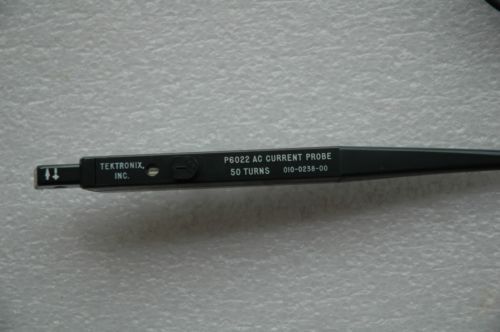 TEKTRONIX,
INC.
P6022 AC CURRENT PROBE
50 TURNS 010-0238-00